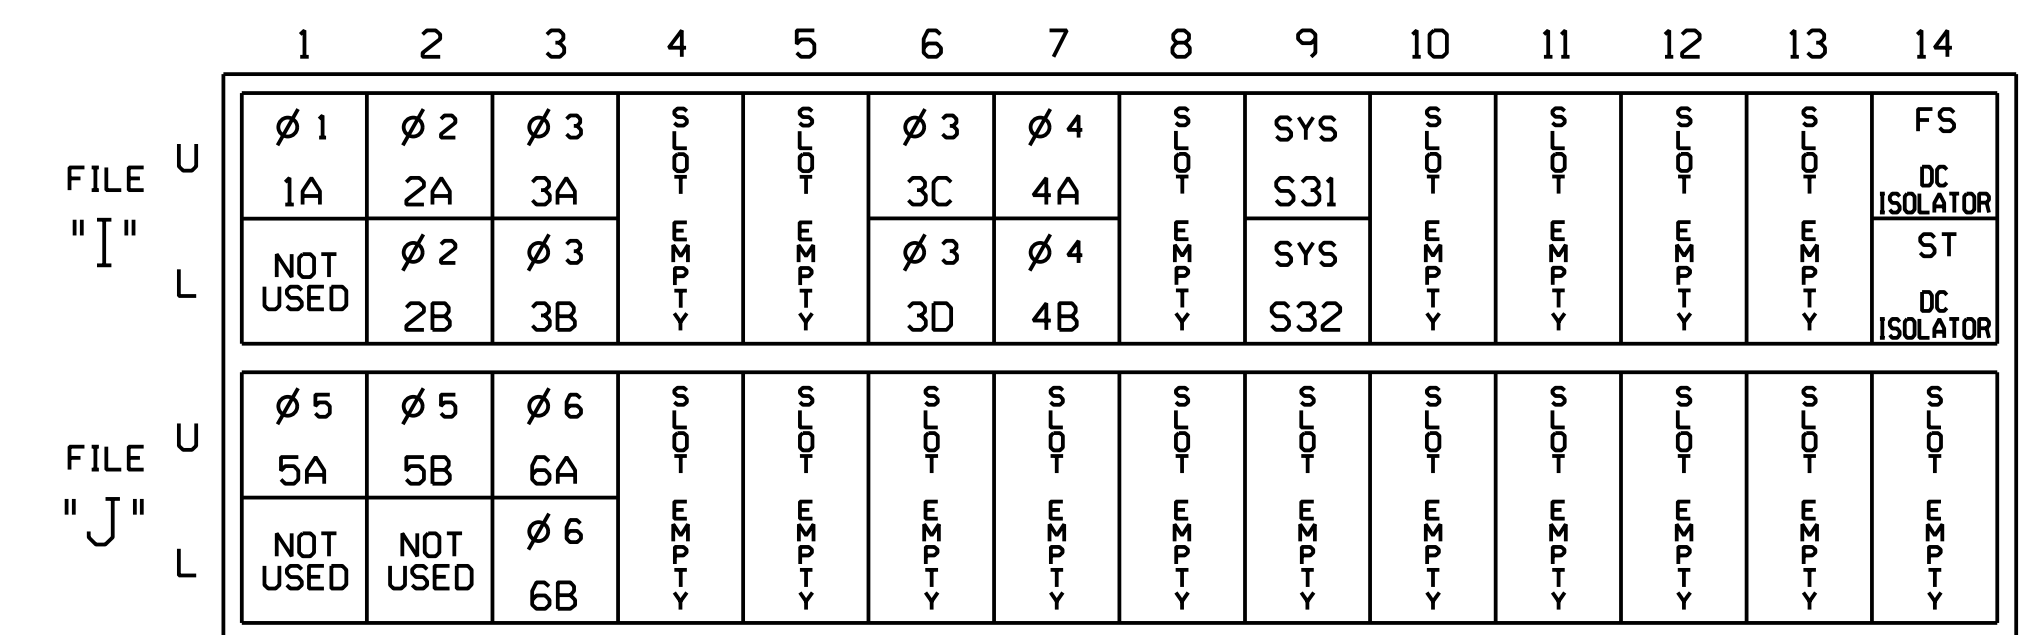 1 2 3 4 5 6 7 8 9 10 11 12 13 14
FILE "I"
U
L
Ø 1
1A
NOT
USED
Ø 2
2A
Ø 2
2B
Ø 3
3A
Ø 3
3B
SLOT EMPTY
SLOT EMPTY
Ø 3
3C
Ø 3
3D
Ø 4
4A
Ø 4
4B
SLOT EMPTY
SYS
S31
SYS
S32
SLOT EMPTY
SLOT EMPTY
SLOT EMPTY
SLOT EMPTY
FS
DC
ISOLATOR
ST
DC
ISOLATOR
FILE "J"
U
L
Ø 5
5A
NOT
USED
Ø 5
5B
NOT
USED
Ø 6
6A
Ø 6
6B
SLOT EMPTY
SLOT EMPTY
SLOT EMPTY
SLOT EMPTY
SLOT EMPTY
SLOT EMPTY
SLOT EMPTY
SLOT EMPTY
SLOT EMPTY
SLOT EMPTY
SLOT EMPTY